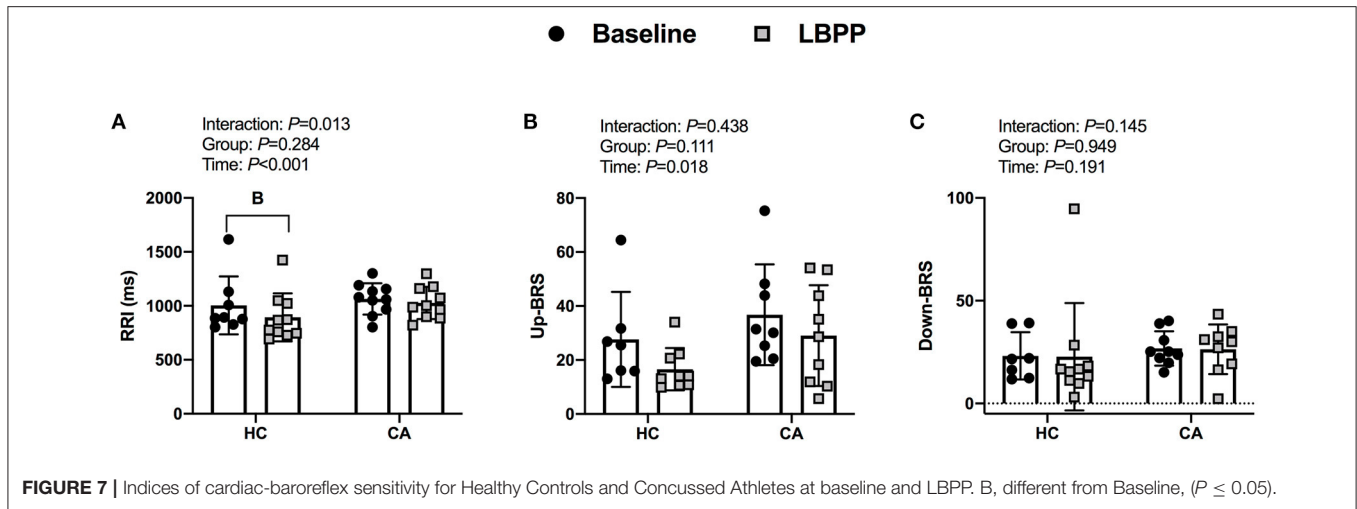 Baseline LBPP
A
Interaction: P=0.013
Group: P=0.284
Time: P<0.001
B
RRI (ms)
2000
1500
1000
500
0
HC CA
B
Interaction: P=0.438
Group: P=0.111
Time: P=0.018
Up-BRS
80
60
40
20
0
HC CA
C
Interaction: P=0.145
Group: P=0.949
Time: P=0.191
Down-BRS
100
50
0
HC CA
FIGURE 7 | Indices of cardiac-baroreflex sensitivity for Healthy Controls and Concussed Athletes at baseline and LBPP. B, different from Baseline, (P ≤ 0.05).